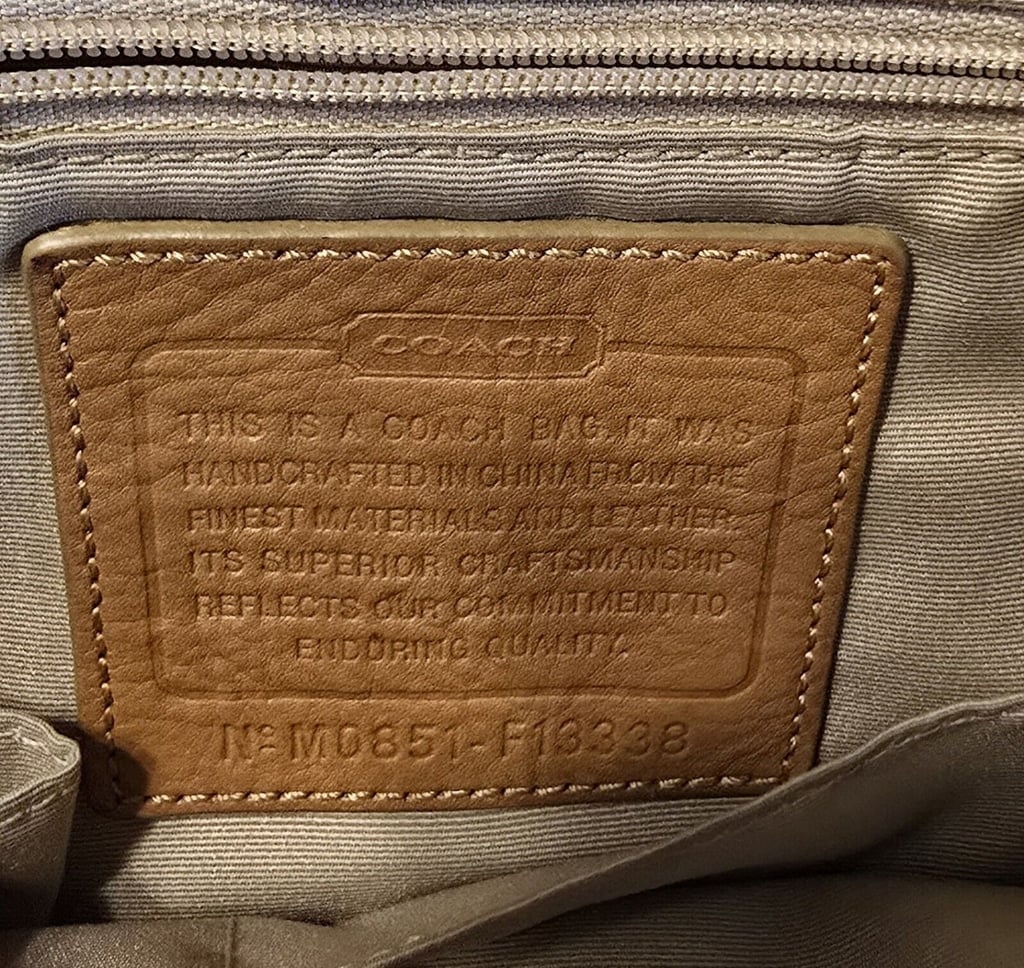 COACH
THIS IS A COACH BAG. IT WAS
HANDCRAFTED IN CHINA FROM THE
FINEST MATERIALS AND LEATHER.
ITS SUPERIOR CRAFTSMANSHIP
REFLECTS OUR COMMITMENT TO
ENDURING QUALITY.
Nº M0851-F13338